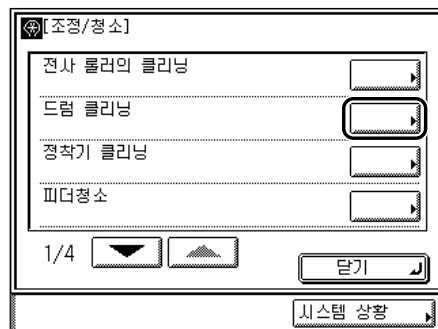 [조정/청소]
전사 롤러의 클리닝
드럼 클리닝
정착기 클리닝
피더청소
1/4
닫기
시스템 상황